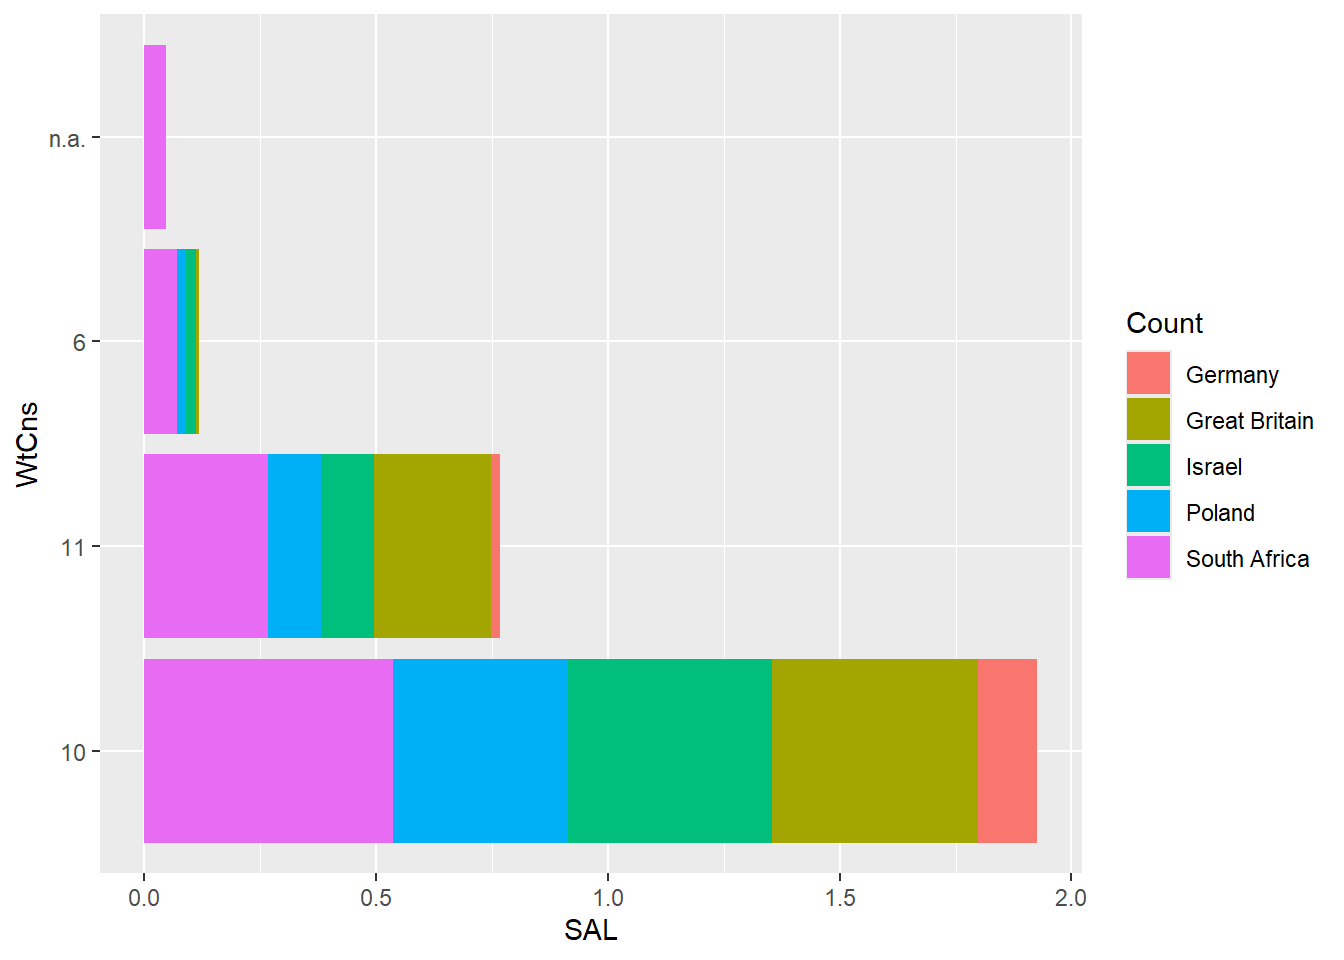 n.a.
6
11
10
WtCns
0.0 0.5 1.0 1.5 2.0
SAL
Count
Germany
Great Britain
Israel
Poland
South Africa